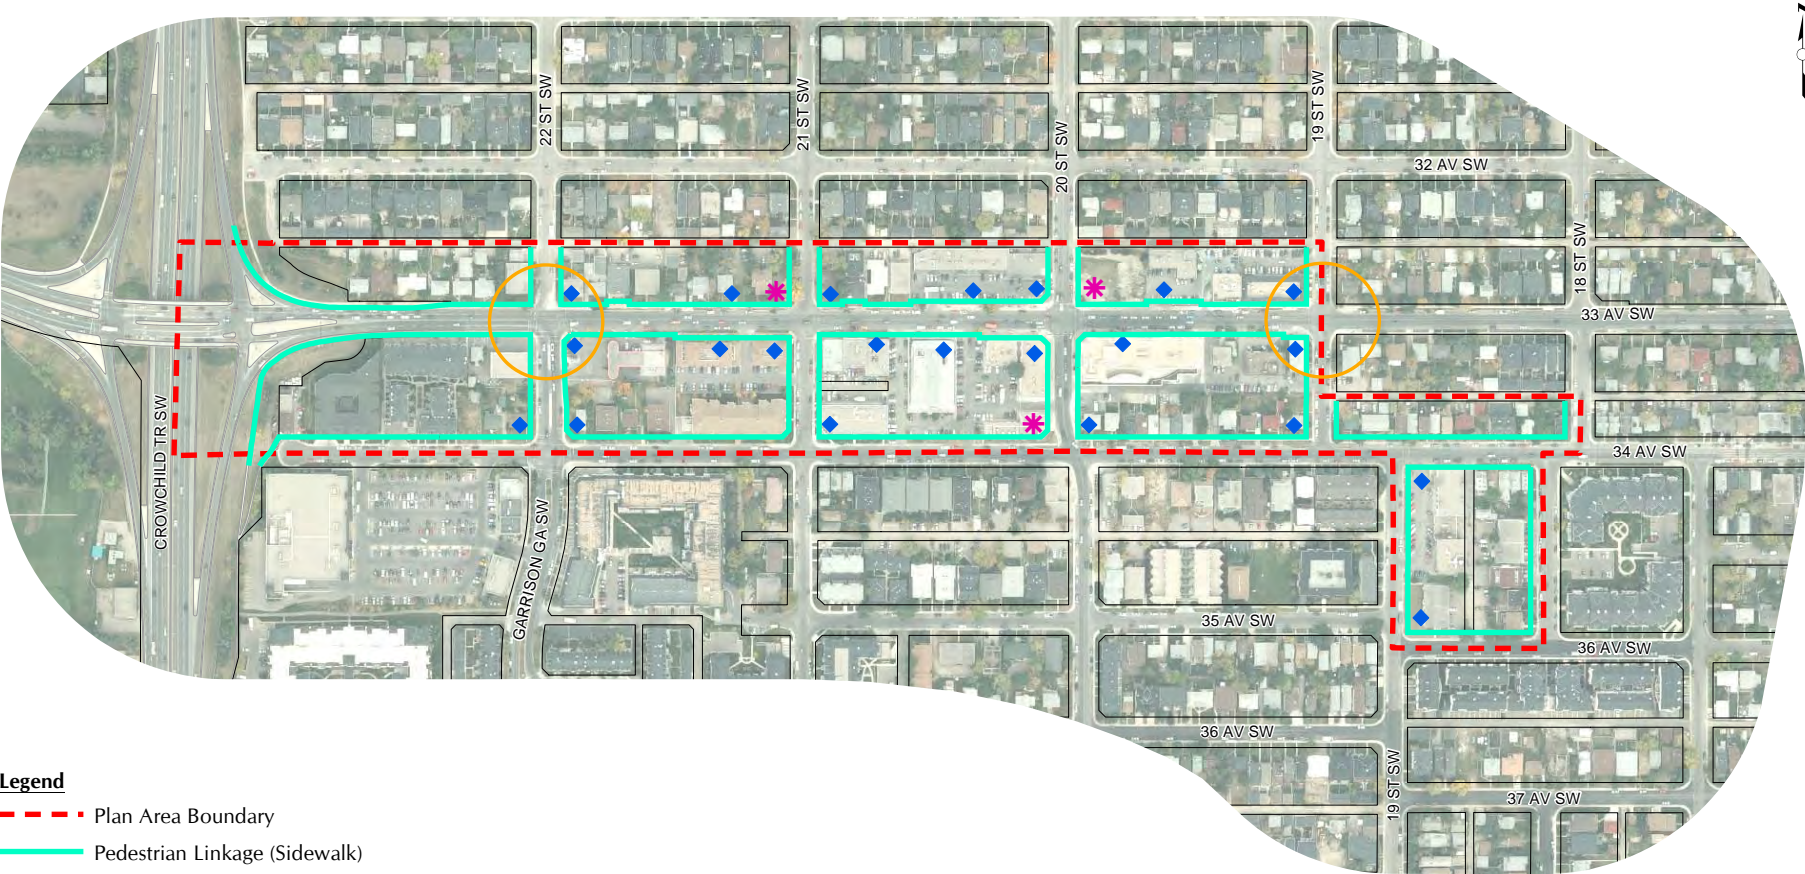 22 ST SW
21 ST SW
20 ST SW
19 ST SW
32 AV SW
18 ST SW
33 AV SW
CROWCHILD TR SW
34 AV SW
GARRISON GA SW
35 AV SW
36 AV SW
36 AV SW
19 ST SW
37 AV SW
Legend
Plan Area Boundary
Pedestrian Linkage (Sidewalk)